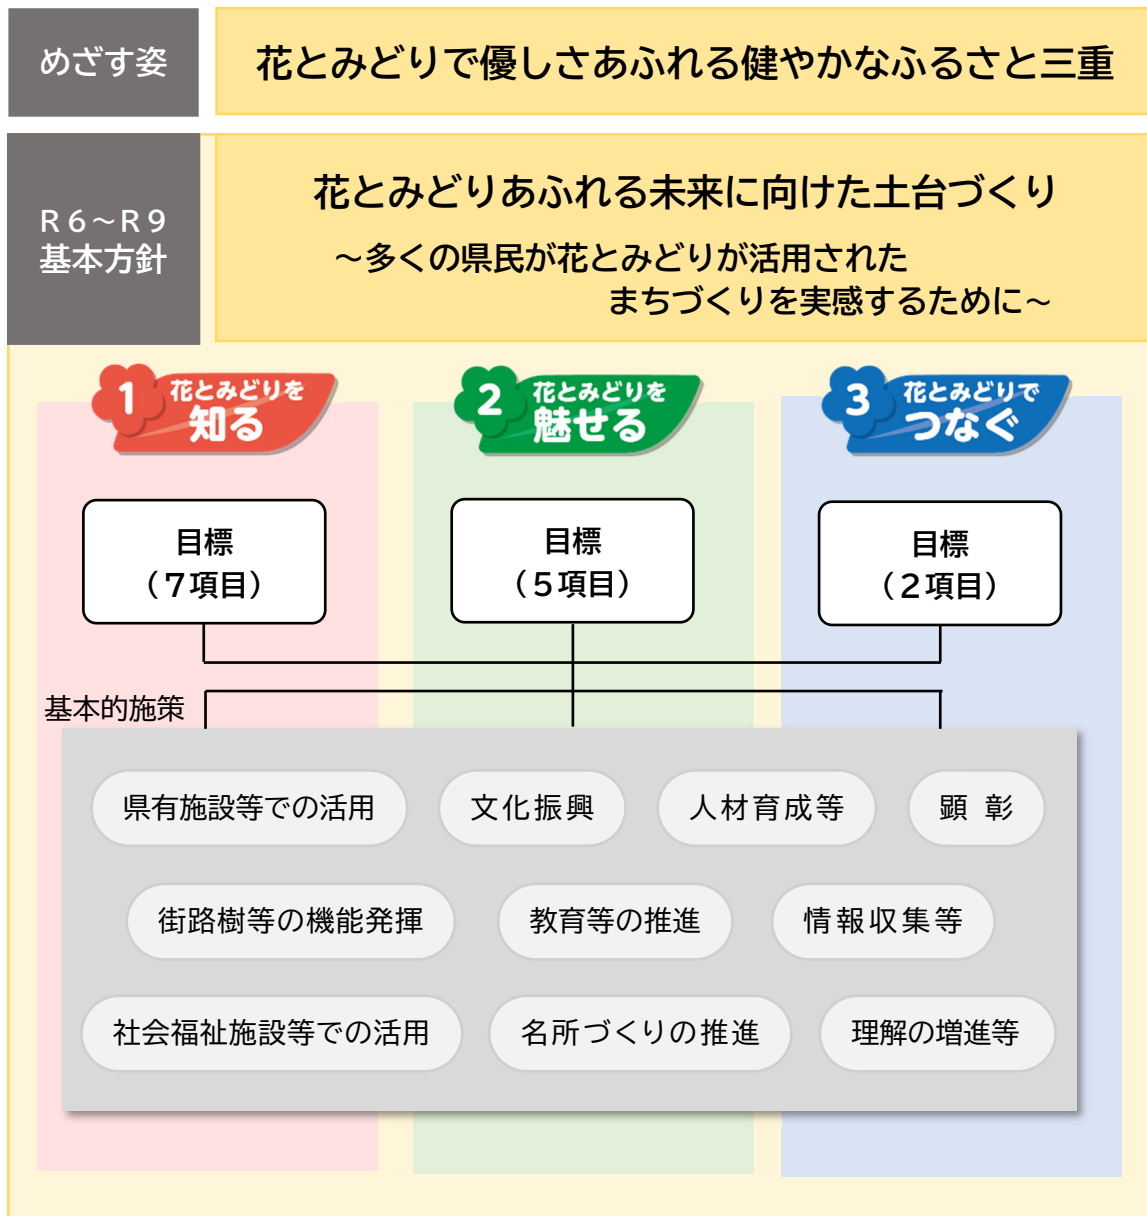 めざす姿
花とみどりで優しさあふれる健やかなふるさと三重
R6～R9
基本方針
花とみどりあふれる未来に向けた土台づくり
～多くの県民が花とみどりが活用された
まちづくりを実感するために～
1 花とみどりを
知る
2 花とみどりを
魅せる
3 花とみどりで
つなぐ
目標
（7項目）
目標
（5項目）
目標
（2項目）
基本的施策
県有施設等での活用
文化振興
人材育成等
顕 彰
街路樹等の機能発揮
教育等の推進
情報収集等
社会福祉施設等での活用
名所づくりの推進
理解の増進等